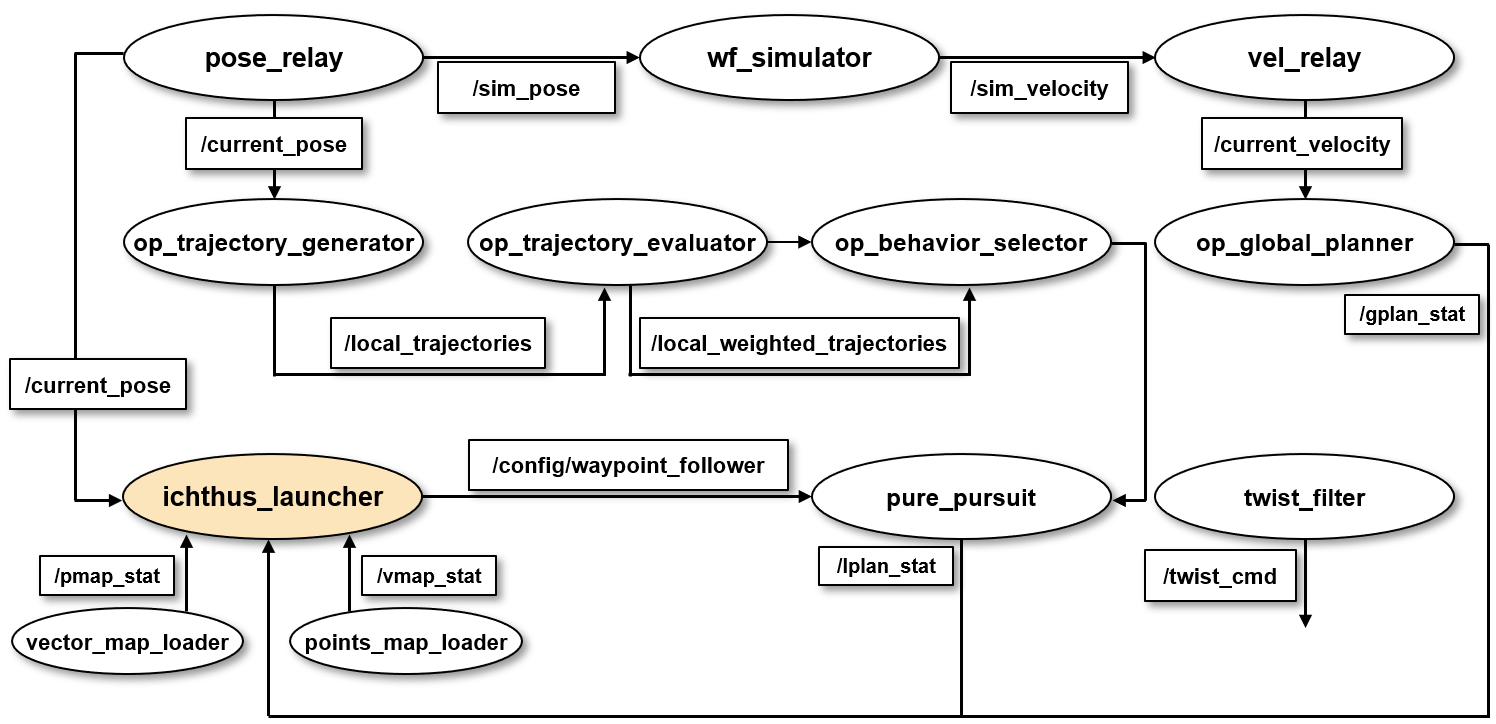 pose_relay
wf_simulator
vel_relay
/sim_pose
/sim_velocity
/current_pose
/current_velocity
op_trajectory_generator
op_trajectory_evaluator
op_behavior_selector
op_global_planner
/gplan_stat
/local_trajectories
/local_weighted_trajectories
/current_pose
/config/waypoint_follower
ichthus_launcher
pure_pursuit
twist_filter
/pmap_stat
/vmap_stat
/lplan_stat
/twist_cmd
vector_map_loader
points_map_loader